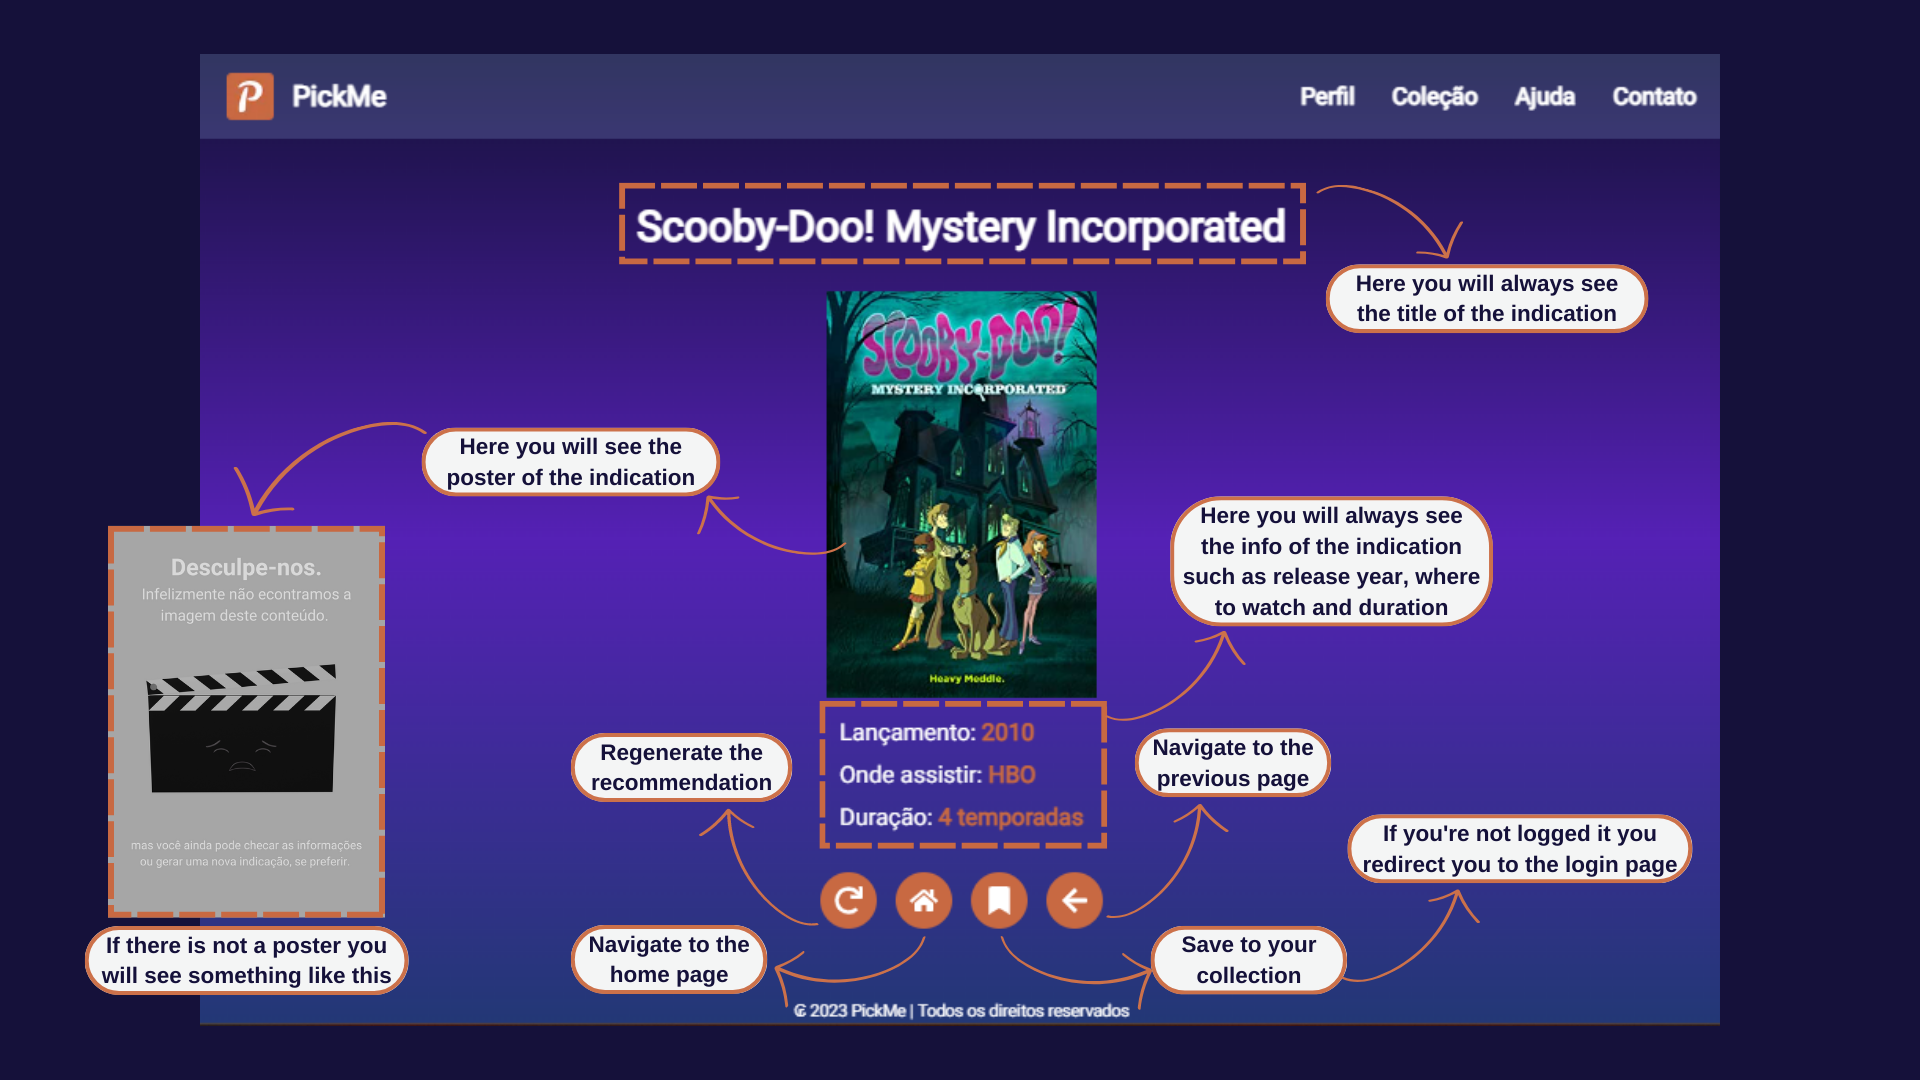 P
PickMe
Perfil
Coleção
Ajuda
Contato
Scooby-Doo! Mystery Incorporated
Here you will always see
the title of the indication
SCOOBY-DOO!
MYSTERY INCORPORATED
Heavy Meddle.
Here you will see the
poster of the indication
Here you will always see
the info of the indication
such as release year, where
to watch and duration
Desculpe-nos.
Infelizmente não econtramos a
imagem deste conteúdo.
mas você ainda pode checar as informações
ou gerar uma nova indicação, se preferir.
If there is not a poster you
will see something like this
Lançamento: 2010
Onde assistir: HBO
Duração: 4 temporadas
Regenerate the
recommendation
Navigate to the
previous page
If you're not logged it you
redirect you to the login page
Navigate to the
home page
Save to your
collection
© 2023 PickMe | Todos os direitos reservados